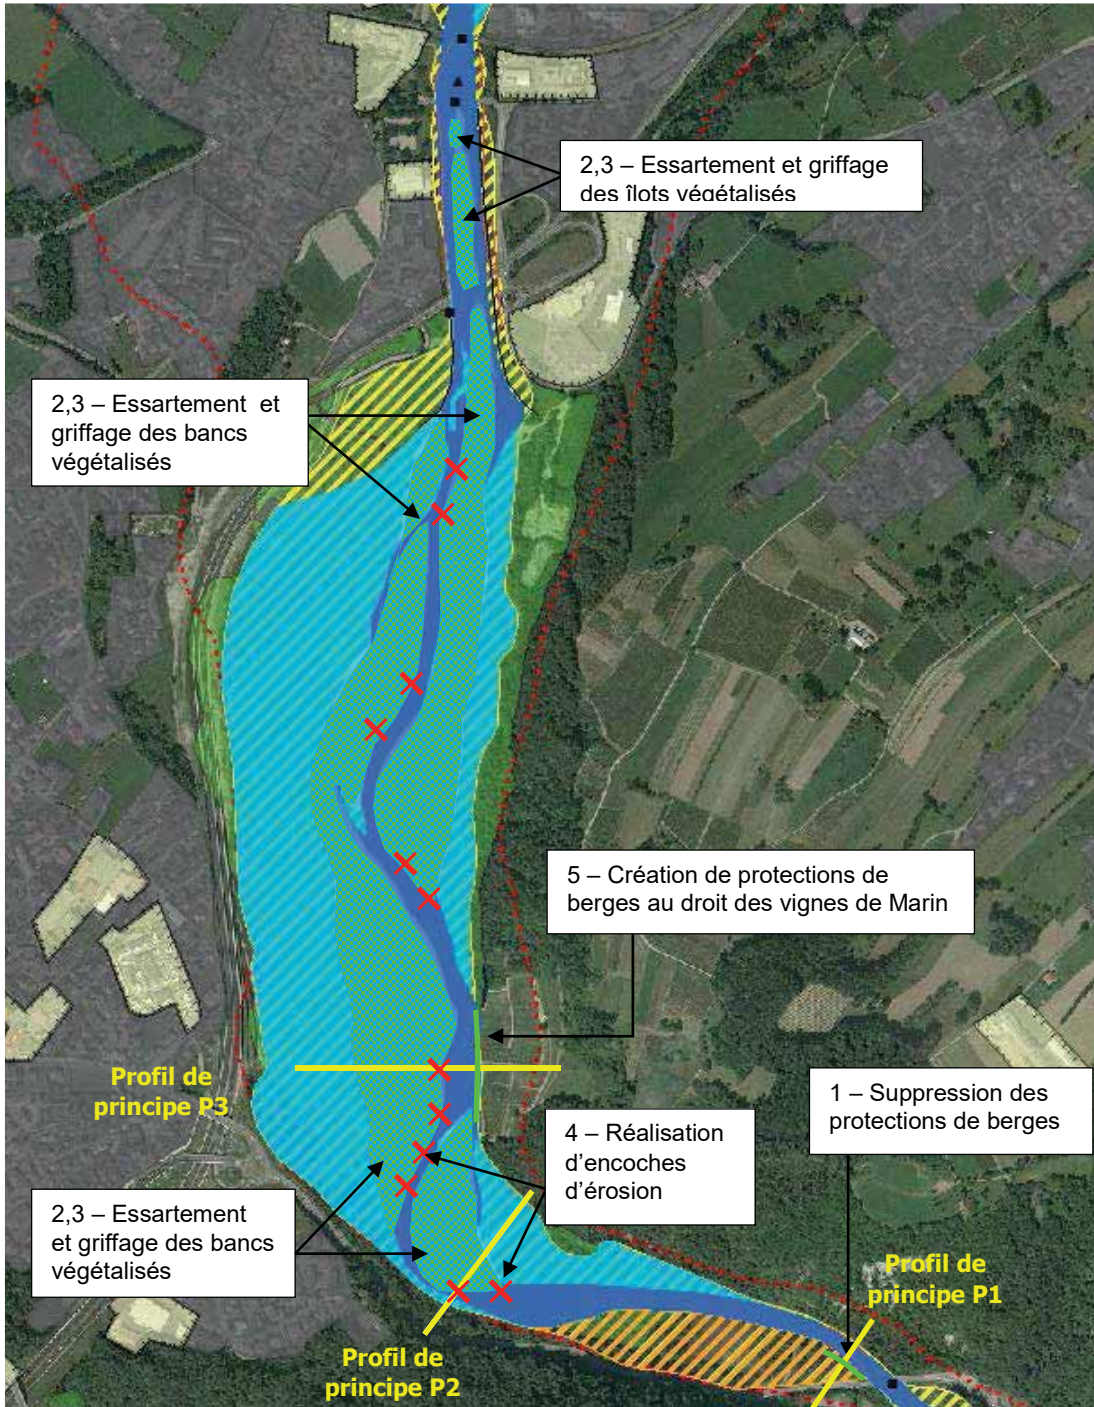 2,3 – Essartement et griffage
des îlots végétalisés
2,3 – Essartement et
griffage des bancs
végétalisés
5 – Création de protections de
berges au droit des vignes de Marin
Profil de
principe P3
1 – Suppression des
protections de berges
4 – Réalisation
d’encoches
d’érosion
2,3 – Essartement
et griffage des bancs
végétalisés
Profil de
principe P1
Profil de
principe P2